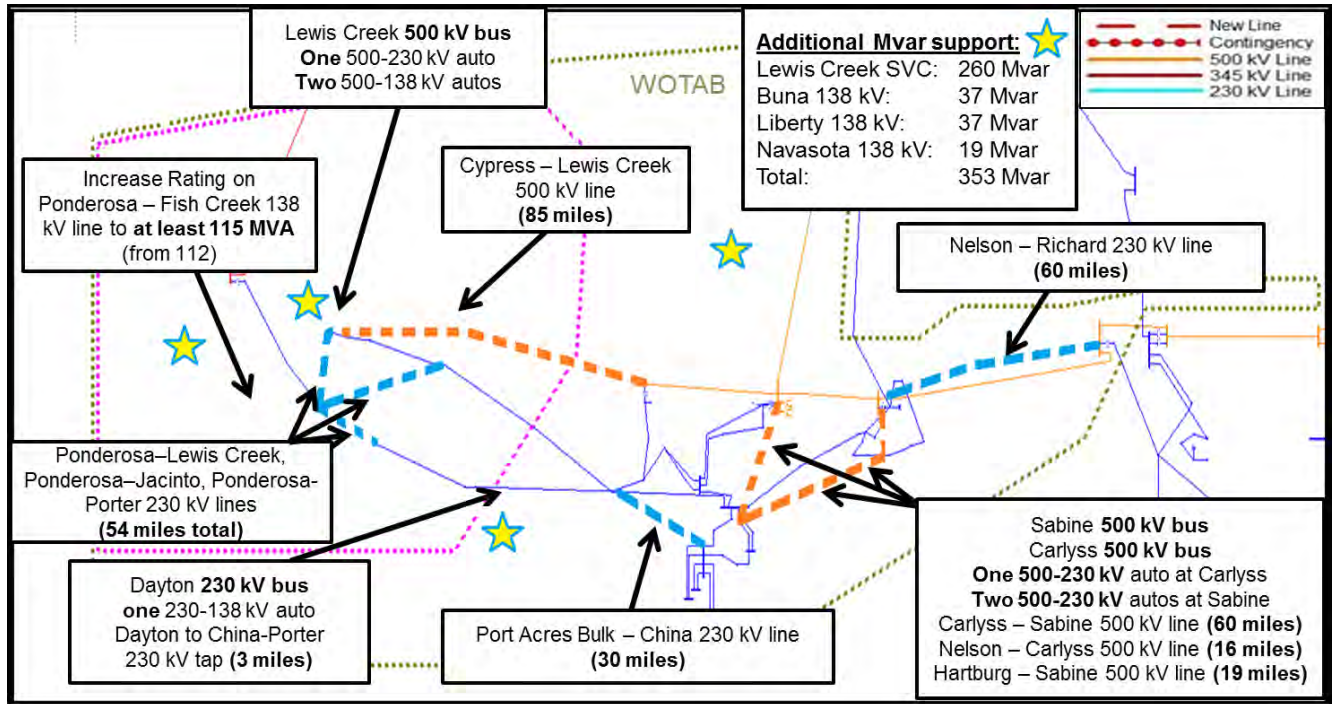 Lewis Creek 500 kV bus
One 500-230 kV auto
Two 500-138 kV autos
Additional Mvar support:
Lewis Creek SVC: 260 Mvar
Buna 138 kV: 37 Mvar
Liberty 138 kV: 37 Mvar
Navasota 138 kV: 19 Mvar
Total: 353 Mvar
New Line
Contingency
500 kV Line
345 kV Line
230 kV Line
WOTAB
Increase Rating on
Ponderosa – Fish Creek 138
kV line to at least 115 MVA
(from 112)
Cypress – Lewis Creek
500 kV line
(85 miles)
Nelson – Richard 230 kV line
(60 miles)
Ponderosa–Lewis Creek,
Ponderosa–Jacinto, Ponderosa-
Porter 230 kV lines
(54 miles total)
Dayton 230 kV bus
one 230-138 kV auto
Dayton to China-Porter
230 kV tap (3 miles)
Port Acres Bulk – China 230 kV line
(30 miles)
Sabine 500 kV bus
Carlyss 500 kV bus
One 500-230 kV auto at Carlyss
Two 500-230 kV autos at Sabine
Carlyss – Sabine 500 kV line (60 miles)
Nelson – Carlyss 500 kV line (16 miles)
Hartburg – Sabine 500 kV line (19 miles)